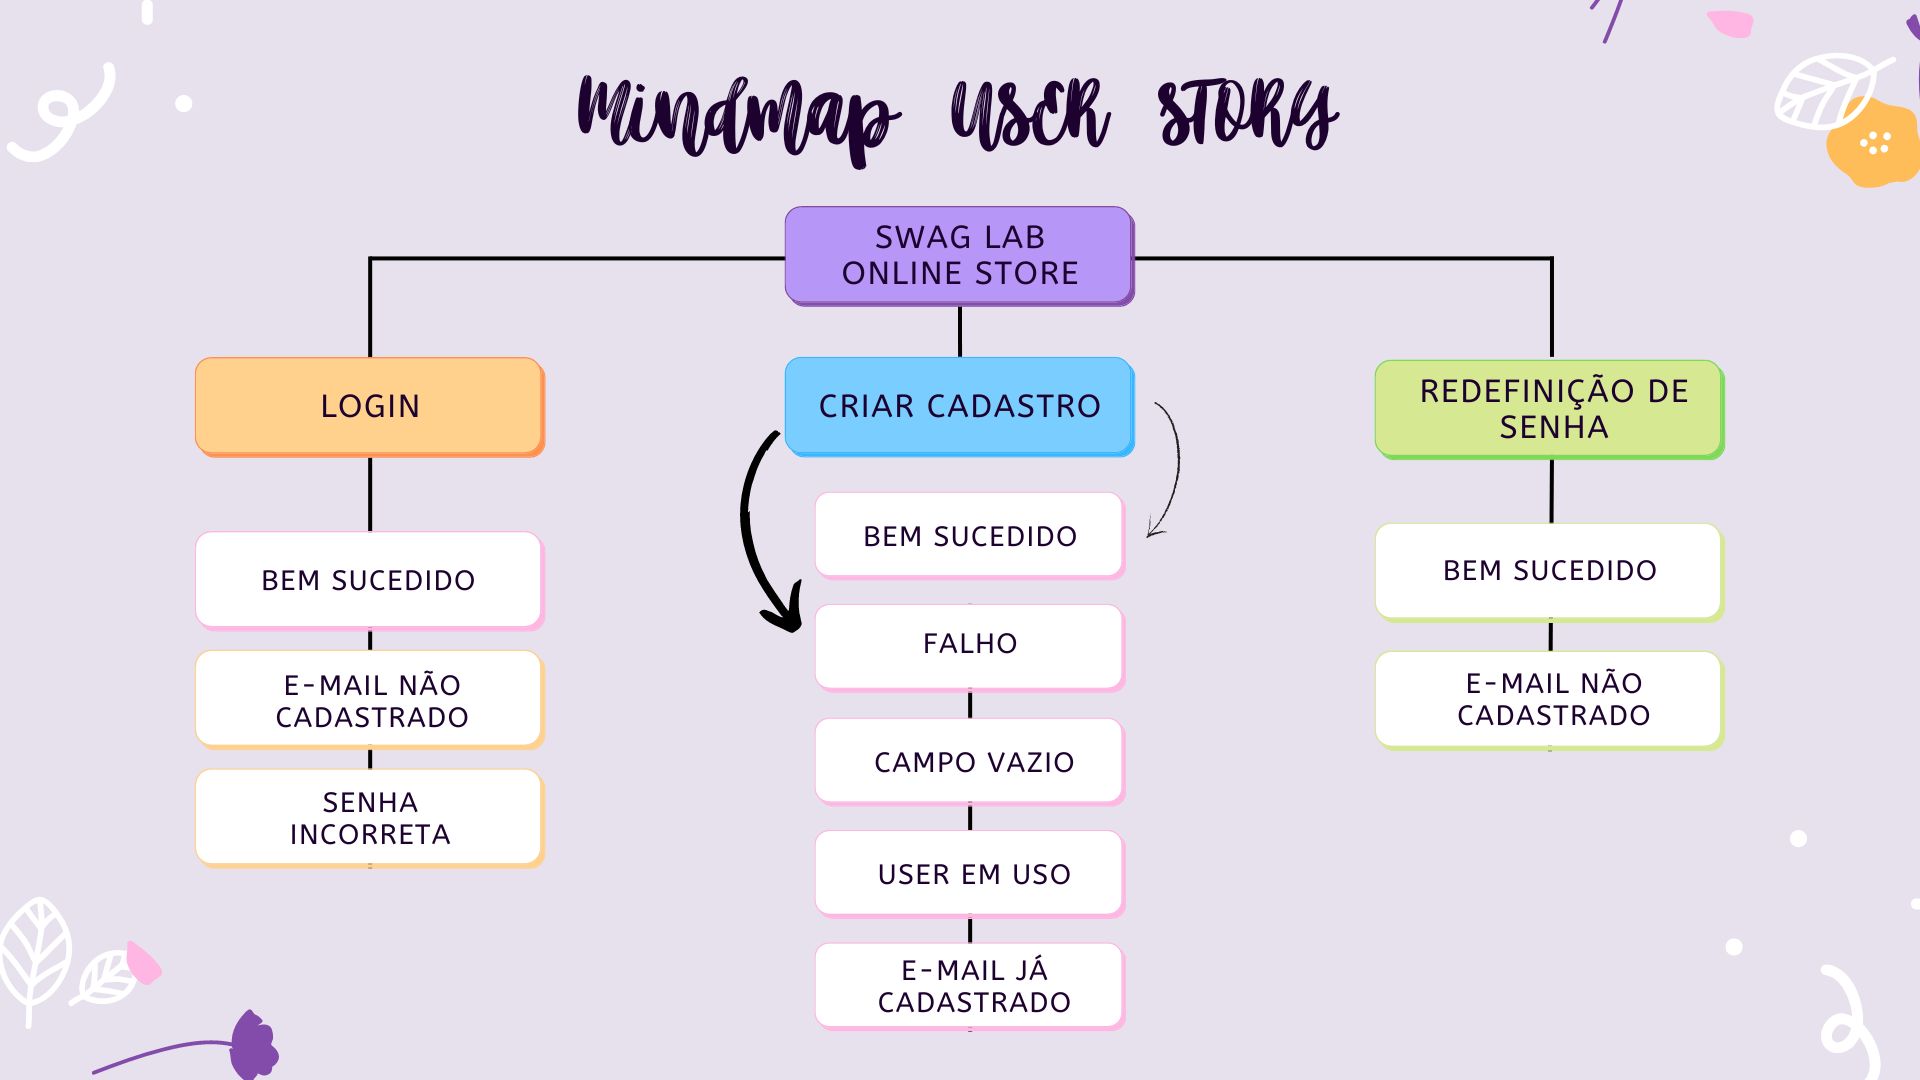 Mindmap USER STORY
SWAG LAB
ONLINE STORE
LOGIN
BEM SUCEDIDO
E-MAIL NÃO
CADASTRADO
SENHA
INCORRETA
CRIAR CADASTRO
BEM SUCEDIDO
FALHO
CAMPO VAZIO
USER EM USO
E-MAIL JÁ
CADASTRADO
REDEFINIÇÃO DE
SENHA
BEM SUCEDIDO
E-MAIL NÃO
CADASTRADO